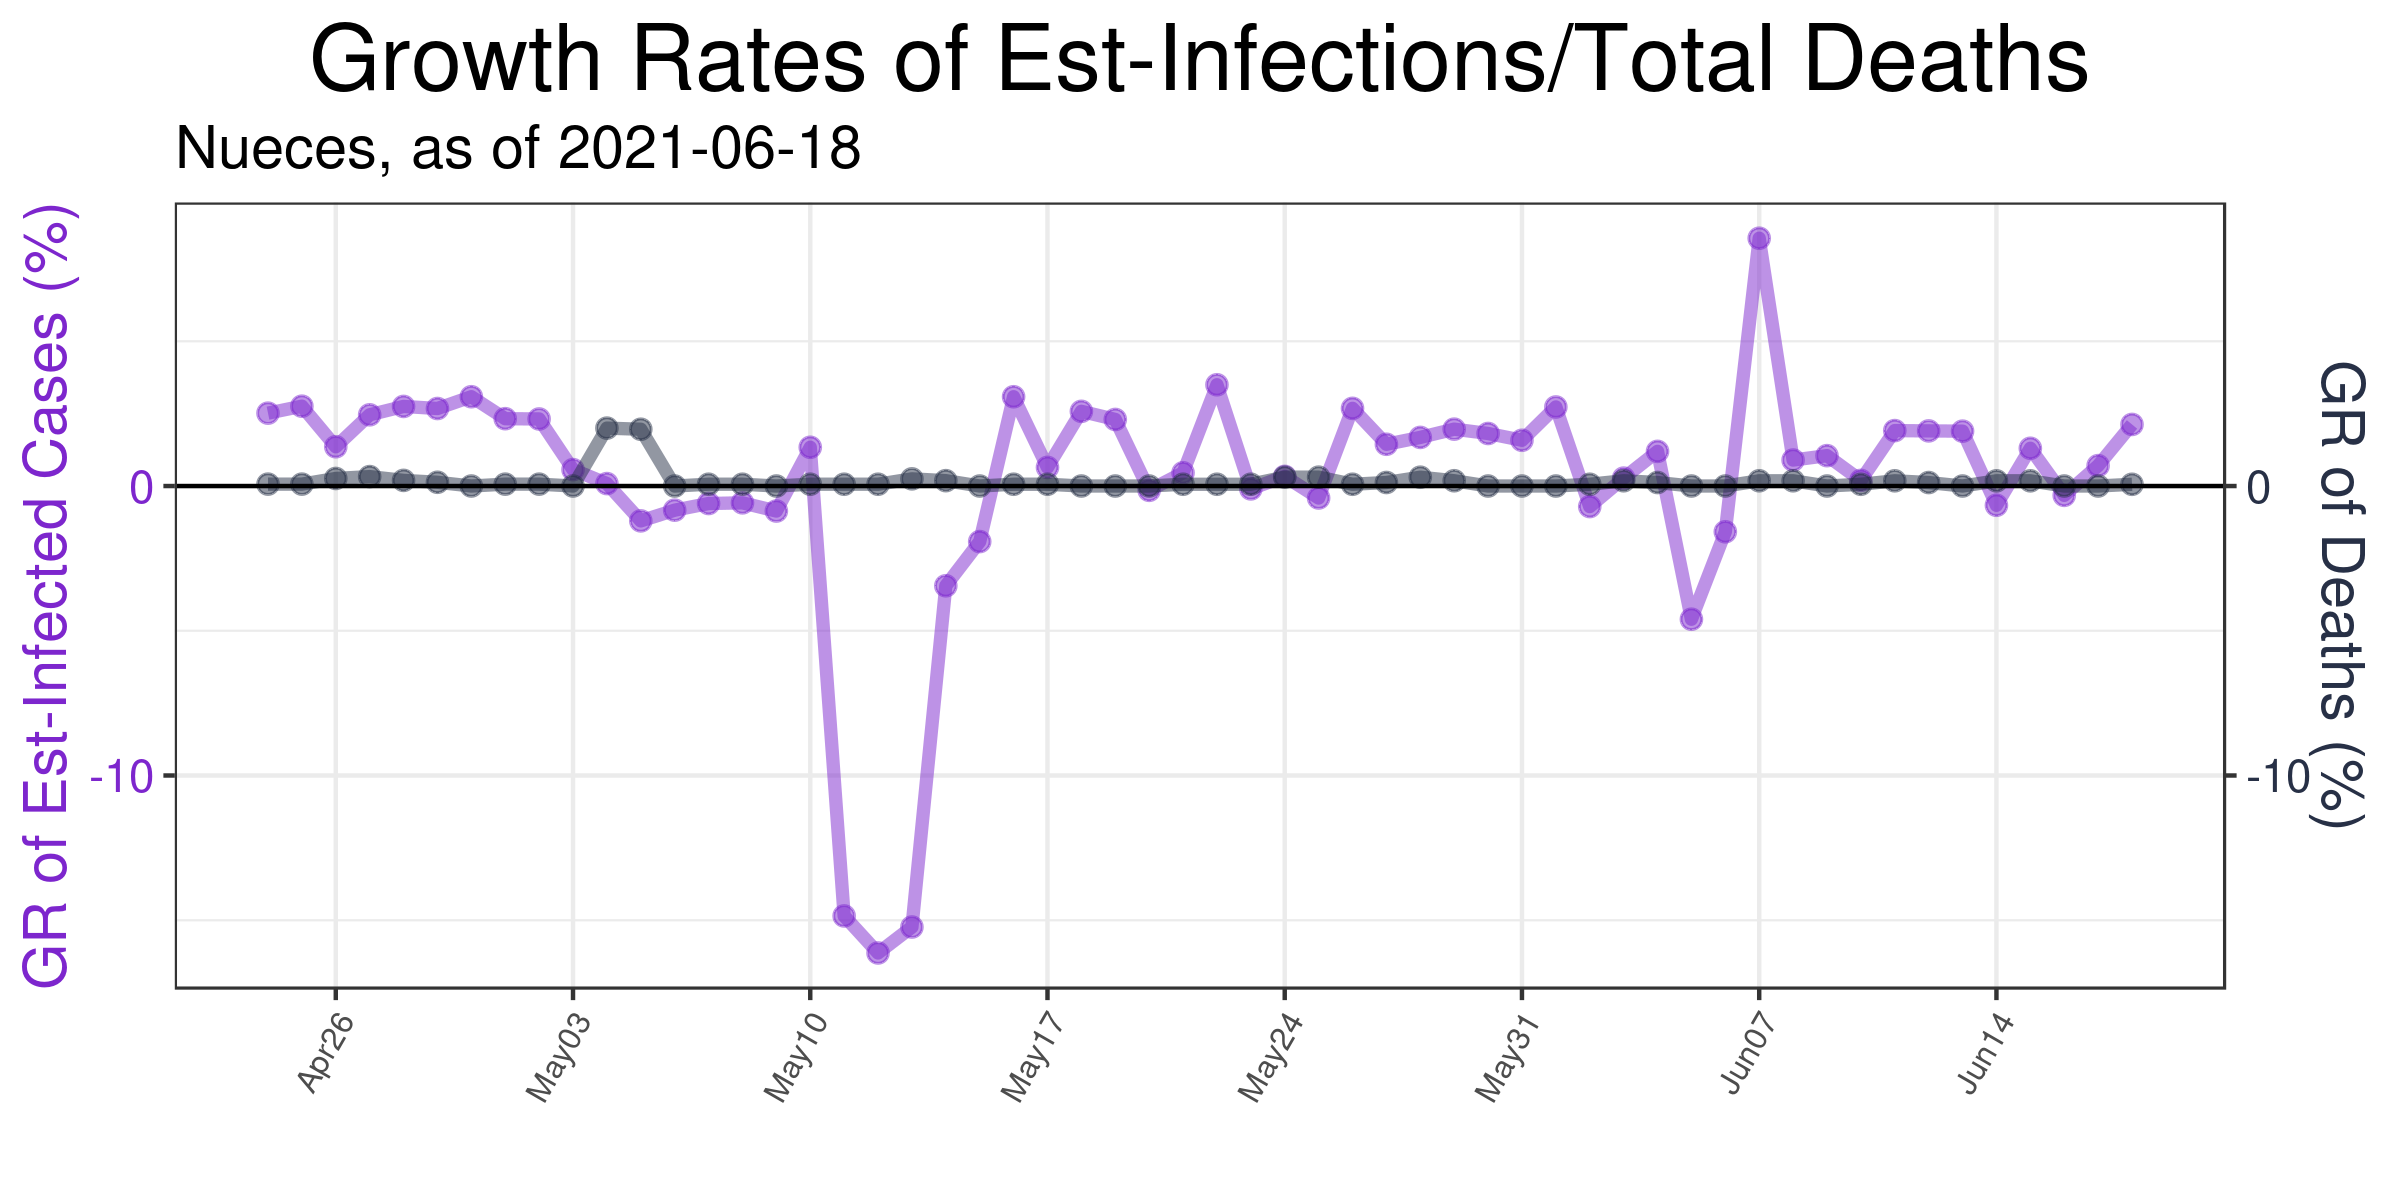 Growth Rates of Est-Infections/Total Deaths
Nueces, as of 2021-06-18
GR of Est-Infected Cases (%)
0
-10
GR of Deaths (%)
0
-10
Apr26
May03
May10
May17
May24
May31
Jun07
Jun14